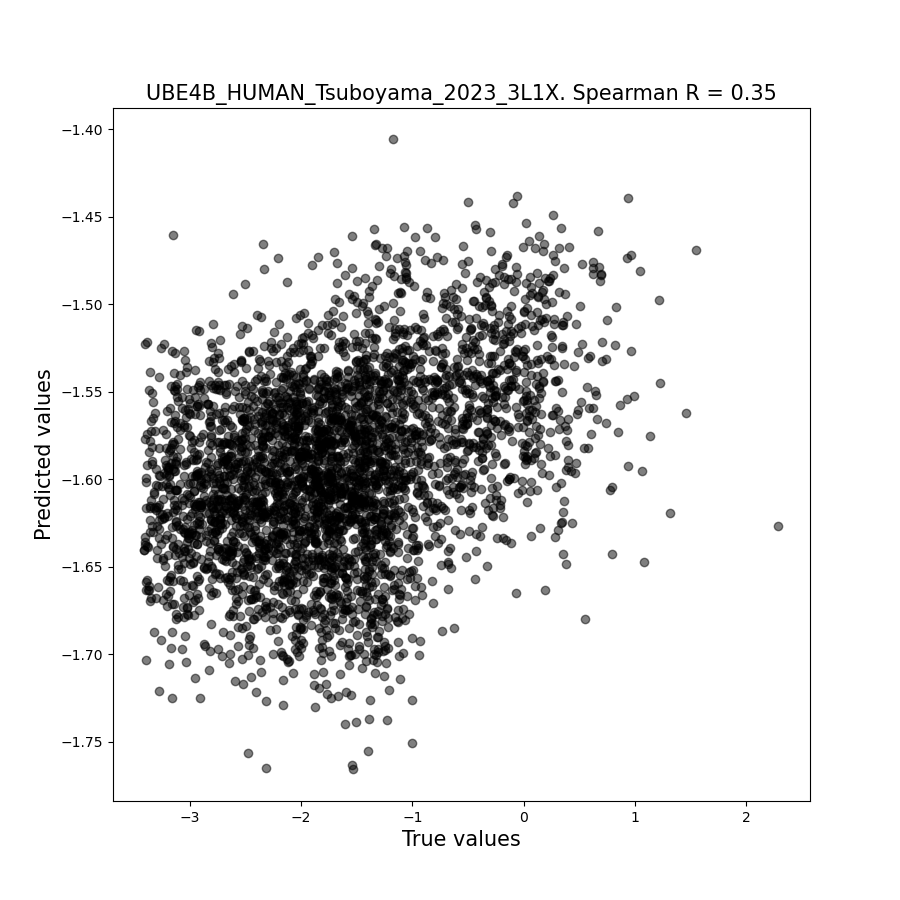 UBE4B_HUMAN_Tsuboyama_2023_3L1X. Spearman R = 0.35
−1.40
−1.45
−1.50
−1.55
−1.60
−1.65
−1.70
−1.75
Predicted values
−3 −2 −1 0 1 2
True values